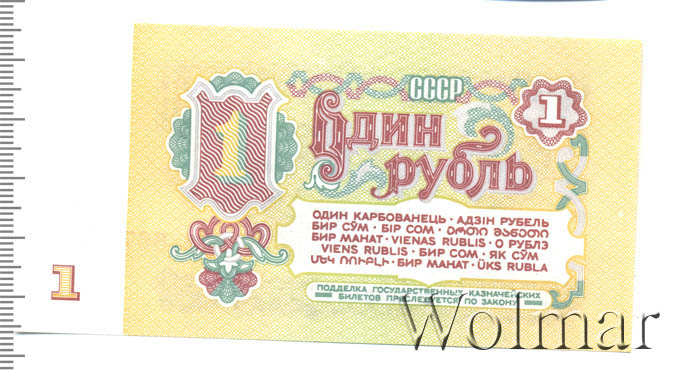 СССР
1
1
Один
рубль
ОДИН КАРБОВАНЕЦЬ · АДЗІН РУБЕЛЬ
БИР СЎМ · БІР СОМ · ᲔᲠᲗᲘ ᲛᲐᲜᲔᲗᲘ
БИР МАНАТ · VIENAS RUBLIS · О РУБЛЭ
VIENS RUBLIS · БИР СОМ · ЯК СЎМ
ՄԵԿ ՌՈՒԲԼԻ · БИР МАНАТ · ÜKS RUBLA
ПОДДЕЛКА ГОСУДАРСТВЕННЫХ КАЗНАЧЕЙСКИХ
БИЛЕТОВ ПРЕСЛЕДУЕТСЯ ПО ЗАКОНУ
1
Wolmar